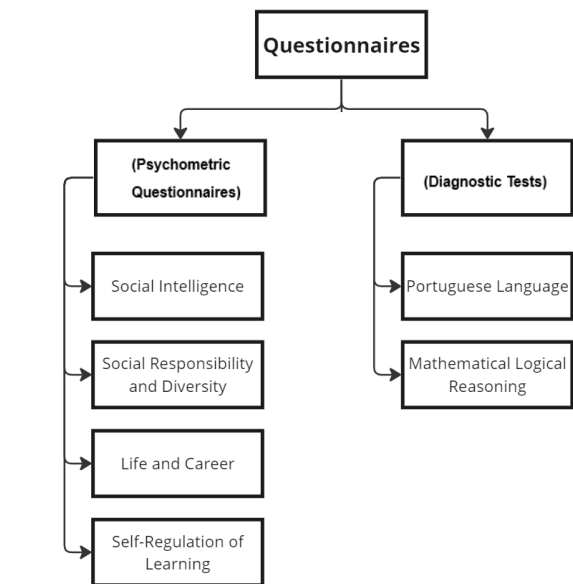 Questionnaires
(Psychometric
Questionnaires)
Social Intelligence
Social Responsibility
and Diversity
Life and Career
Self-Regulation of
Learning
(Diagnostic Tests)
Portuguese Language
Mathematical Logical
Reasoning